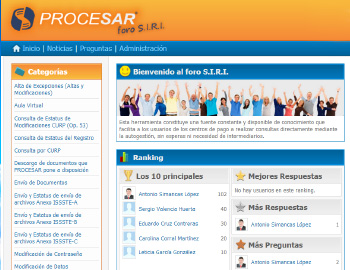 PROCESAR
foro S.I.R.I.
Inicio | Noticias | Preguntas | Administración
Categorías
Alta de Excepciones (Altas y
Modificaciones)
Aula Virtual
Consulta de Estatus de
Modificaciones CURP (Op. 53)
Consulta de Estatus del Registro
Consulta por CURP
Descarga de documentos que
PROCESAR pone a disposición
Envío de Documentos
Envío y Estatus de envío de
archivos Anexo ISSSTE-A
Envío y Estatus de envío de
archivos Anexo ISSSTE-B
Envío y Estatus de envío de
archivos Anexo ISSSTE-C
Modificación de Contraseña
Modificación de Datos
Bienvenido al foro S.I.R.I.
Esta herramienta constituye una fuente constante y disponible de conocimiento que
facilita a los usuarios de los centros de pago a realizar consultas directamente mediante
la autogestión, sin esperas ni necesidad de intermediarios.
Ranking
Los 10 principales
Antonio Simancas López 102
Sergio Valencia Huerta 40
Eduardo Cruz Contreras 30
Carolina Corral Martínez 20
Leticia García González
Mejores Respuestas
No hay usuarios en este ranking.
Más Respuestas
Antonio Simancas López 1
Más Preguntas
Antonio Simancas López 2